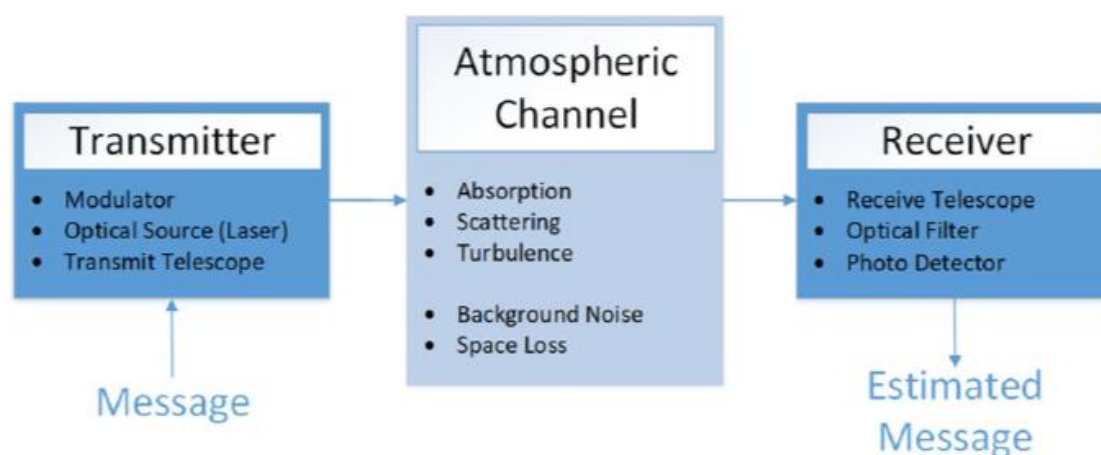 Transmitter
• Modulator
• Optical Source (Laser)
• Transmit Telescope
Message
Atmospheric
Channel
• Absorption
• Scattering
• Turbulence
• Background Noise
• Space Loss
Receiver
• Receive Telescope
• Optical Filter
• Photo Detector
Estimated
Message